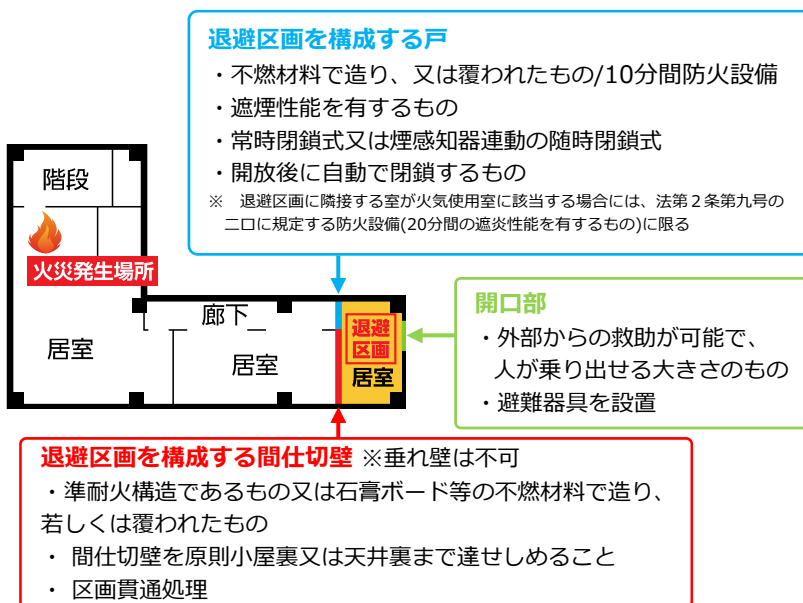 退避区画を構成する戸
・不燃材料で造り、又は覆われたもの/10分間防火設備
・遮煙性能を有するもの
・常時閉鎖式又は煙感知器連動の随時閉鎖式
・開放後に自動で閉鎖するもの
※　退避区画に隣接する室が火気使用室に該当する場合には、法第２条第九号の
二ロに規定する防火設備(20分間の遮炎性能を有するもの)に限る
階段
火災発生場所
居室
廊下
居室
退避
区画
居室
開口部
・外部からの救助が可能で、
人が乗り出せる大きさのもの
・避難器具を設置
退避区画を構成する間仕切壁 ※垂れ壁は不可
・準耐火構造であるもの又は石膏ボード等の不燃材料で造り、
若しくは覆われたもの
・ 間仕切壁を原則小屋裏又は天井裏まで達せしめること
・ 区画貫通処理